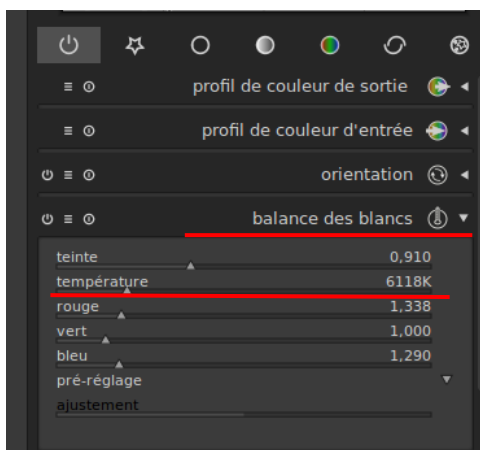 profil de couleur de sortie
profil de couleur d'entrée
orientation
balance des blancs
teinte 0,910
température 6118K
rouge 1,338
vert 1,000
bleu 1,290
pré-réglage
ajustement